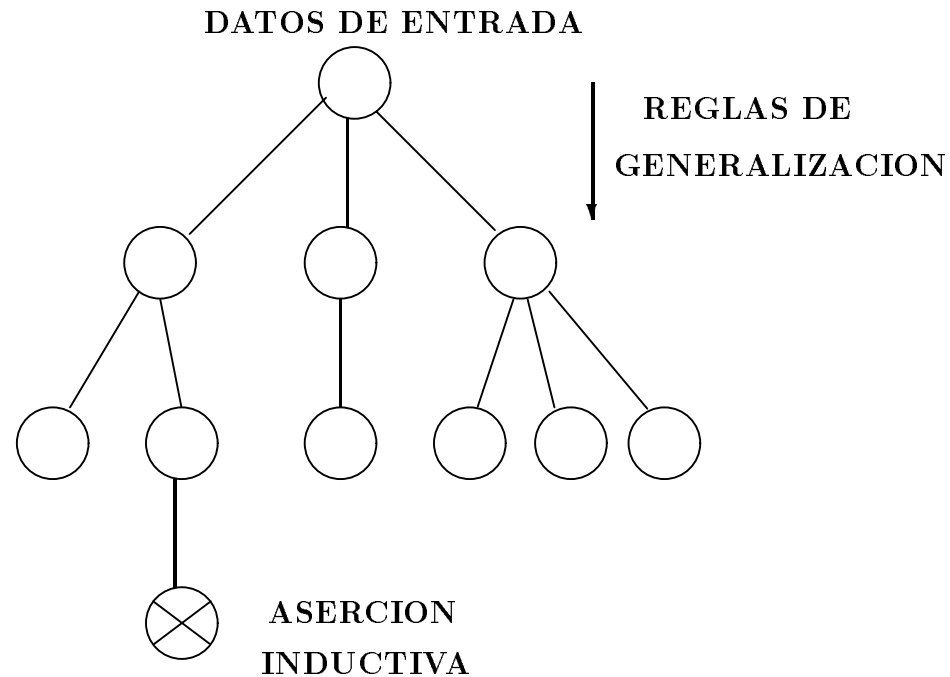 DATOS DE ENTRADA
REGLAS DE
GENERALIZACION
ASERCION
INDUCTIVA